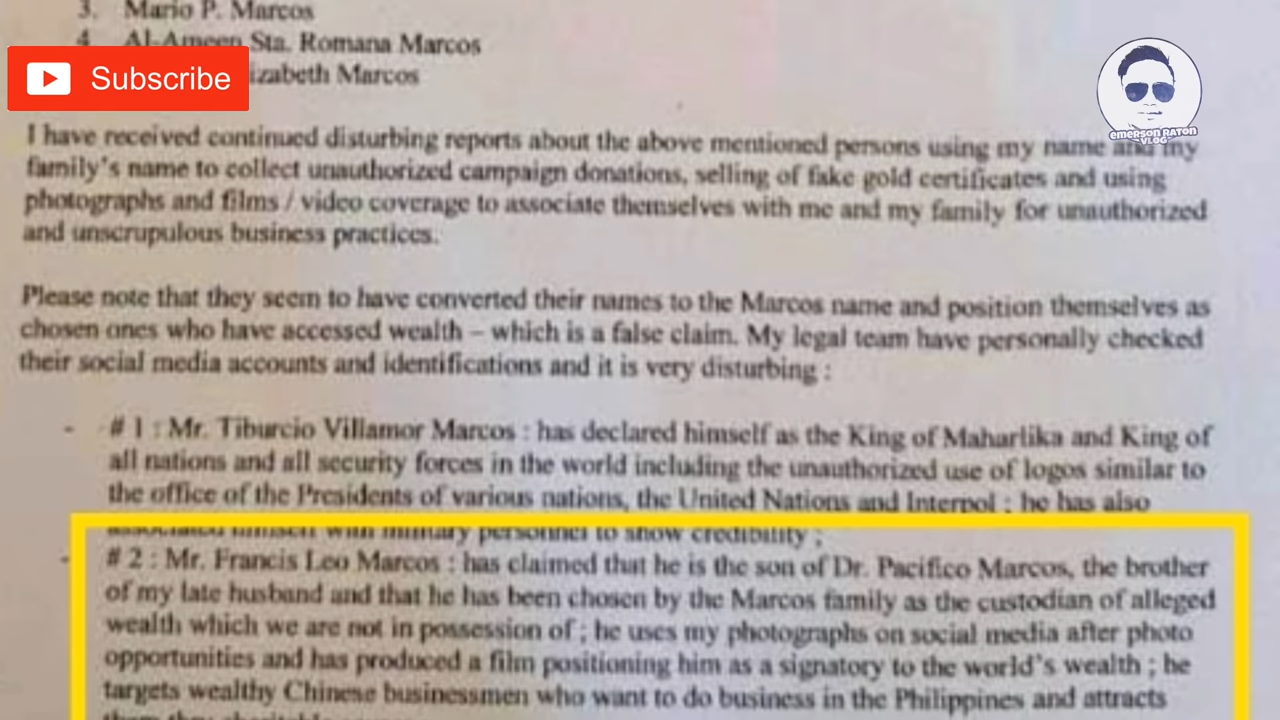 3. Mario P. Marcos
4. Al-Ameen Sta. Romana Marcos
izabeth Marcos
Subscribe
EMERSON RATON
VLOG
I have received continued disturbing reports about the above mentioned persons using my name and my
family's name to collect unauthorized campaign donations, selling of fake gold certificates and using
photographs and films / video coverage to associate themselves with me and my family for unauthorized
and unscrupulous business practices.
Please note that they seem to have converted their names to the Marcos name and position themselves as
chosen ones who have accessed wealth – which is a false claim. My legal team have personally checked
their social media accounts and identifications and it is very disturbing :
- # 1 : Mr. Tiburcio Villamor Marcos : has declared himself as the King of Maharlika and King of
all nations and all security forces in the world including the unauthorized use of logos similar to
the office of the Presidents of various nations, the United Nations and Interpol ; he has also
associated himself with military personnel to show credibility ;
- # 2 : Mr. Francis Leo Marcos : has claimed that he is the son of Dr. Pacifico Marcos, the brother
of my late husband and that he has been chosen by the Marcos family as the custodian of alleged
wealth which we are not in possession of ; he uses my photographs on social media after photo
opportunities and has produced a film positioning him as a signatory to the world's wealth ; he
targets wealthy Chinese businessmen who want to do business in the Philippines and attracts